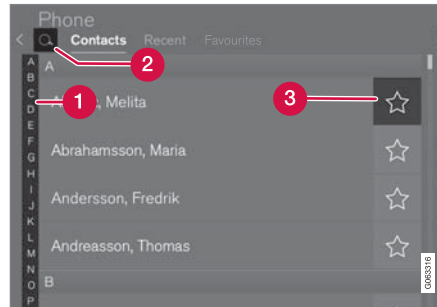 Phone
Contacts Recent Favourites
2
A
B
C
D
E
F
G
H
I
J
K
L
M
N
O
P
A
1
Melita
3
Abrahamsson, Maria
Andersson, Fredrik
Andreasson, Thomas
B
G063316